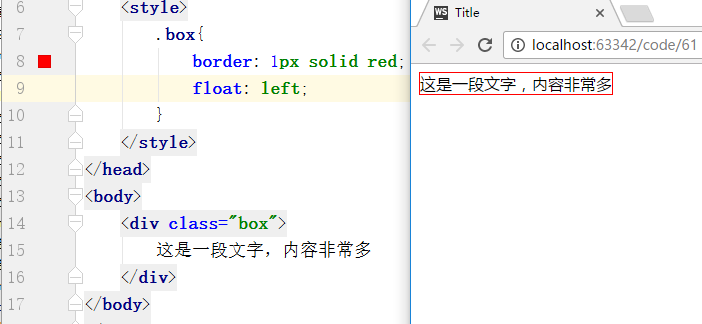 6 <style>
7 .box{
8 border: 1px solid red;
9 float: left;
10 }
11 </style>
12 </head>
13 <body>
14 <div class="box">
15 这是一段文字，内容非常多
16 </div>
17 </body>
WS Title
localhost:63342/code/61
这是一段文字，内容非常多